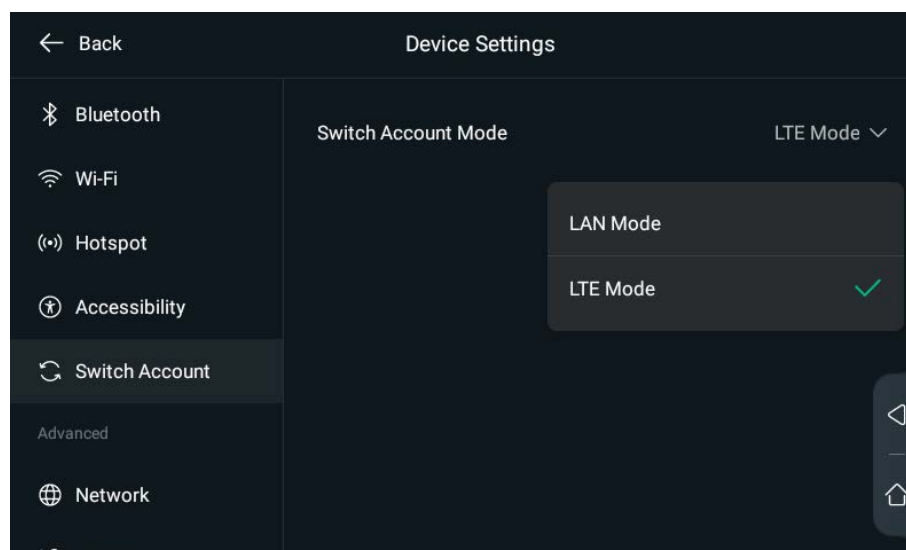 Back
Device Settings
Bluetooth
Wi-Fi
Hotspot
Accessibility
Switch Account
Advanced
Network
Switch Account Mode
LTE Mode
LAN Mode
LTE Mode